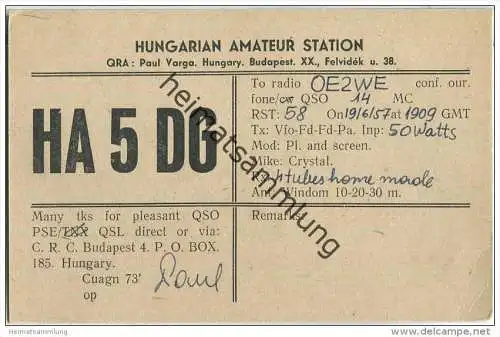 HUNGARIAN AMATEUR STATION
QRA : Paul Varga. Hungary. Budapest. XX., Felvidék u. 38.
HA 5 DG
To radio OE2WE conf. our.
fone/cw QSO 14 MC
RST: 58 On 19/6/57 at 1909 GMT
Tx: Vfo-Fd-Fd-Pa. Inp: 50 Watts
Mod: Pl. and screen.
Mike: Crystal.
Rx: 4 tubes home made
Ant: Windom 10-20-30 m.
Remarks:
Many tks for pleasant QSO
PSE/TXX QSL direct or via:
C. R. C. Budapest 4. P. O. BOX.
185. Hungary.
Cuagn 73'
op Paul
heimatsammlung.de
Heimatsammlung
www.delcampe.net